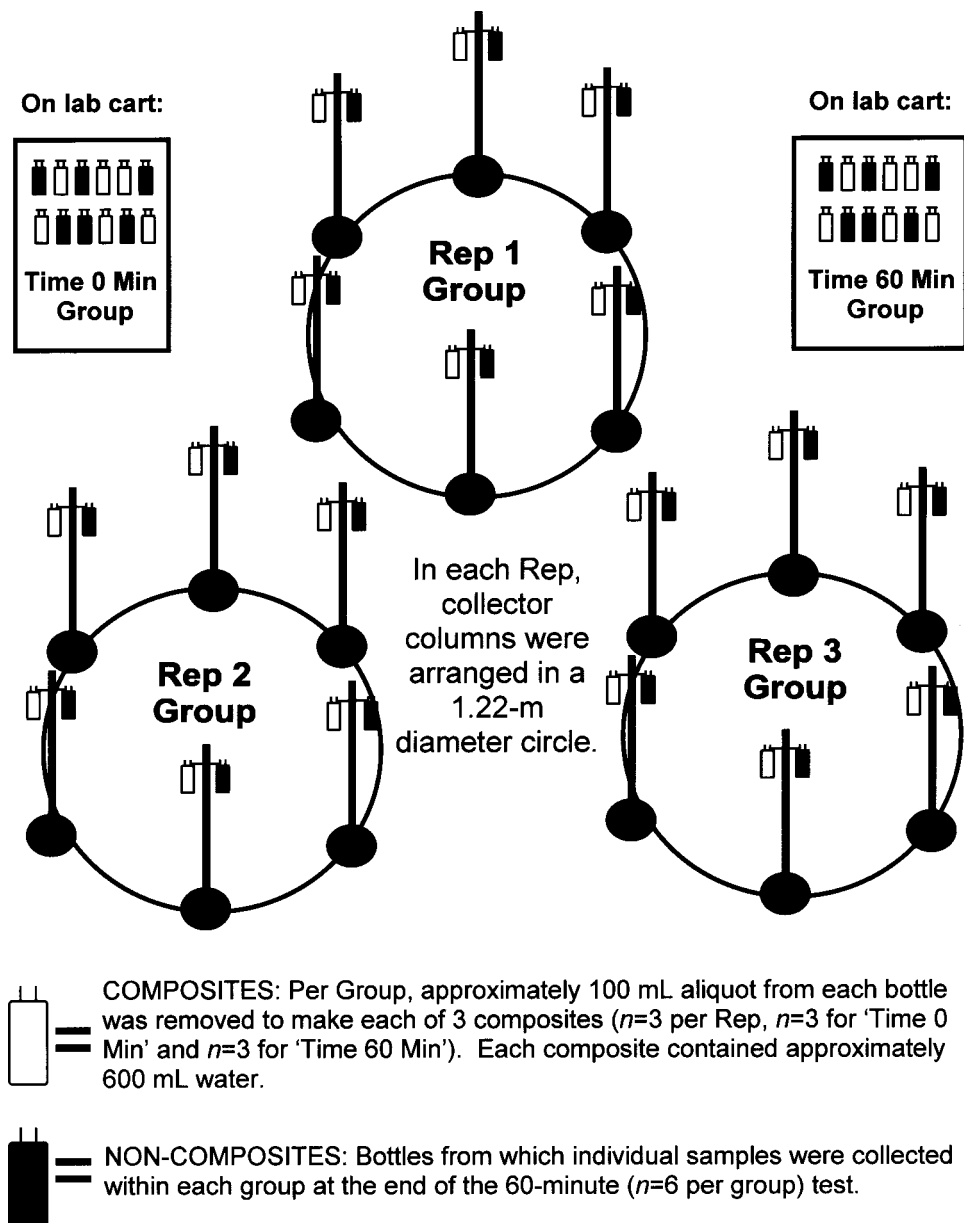 On lab cart:
Time 0 Min
Group
On lab cart:
Time 60 Min
Group
Rep 1
Group
Rep 2
Group
In each Rep,
collector
columns were
arranged in a
1.22-m
diameter circle.
Rep 3
Group
COMPOSITES: Per Group, approximately 100 mL aliquot from each bottle
was removed to make each of 3 composites (n=3 per Rep, n=3 for ‘Time 0
Min’ and n=3 for ‘Time 60 Min’). Each composite contained approximately
600 mL water.
NON-COMPOSITES: Bottles from which individual samples were collected
within each group at the end of the 60-minute (n=6 per group) test.